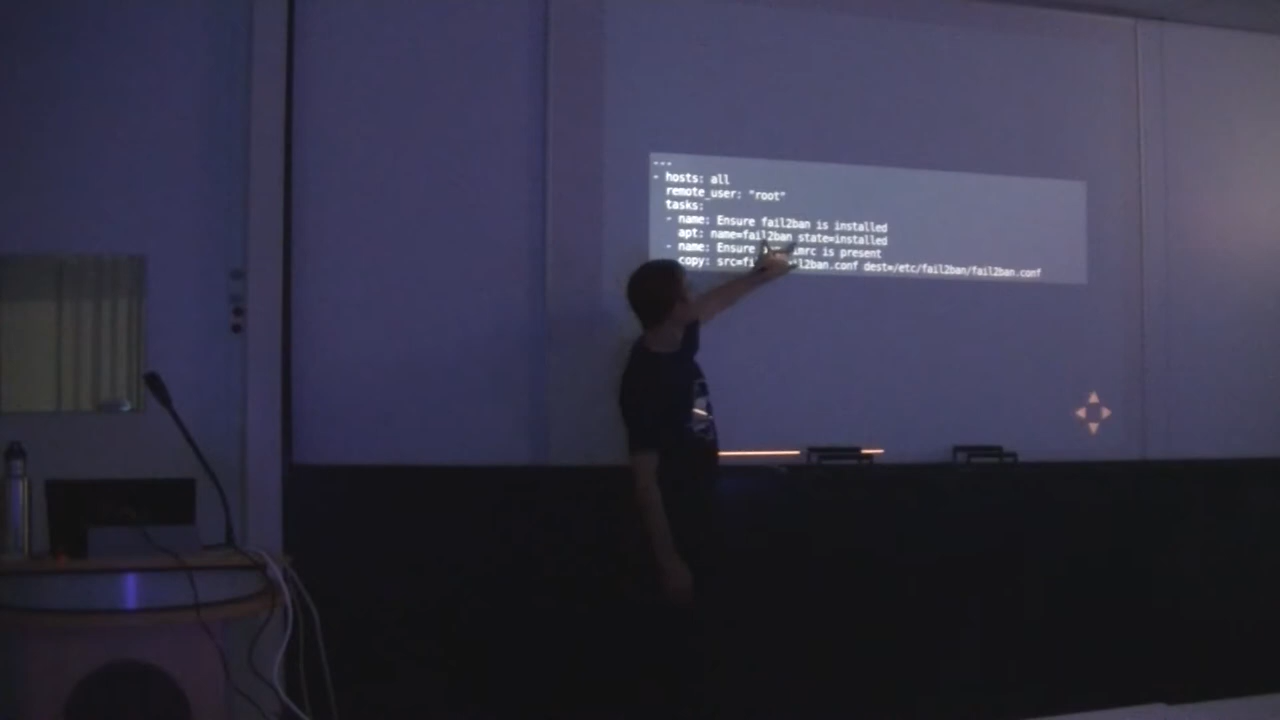 ---
- hosts: all
remote_user: "root"
tasks:
- name: Ensure fail2ban is installed
apt: name=fail2ban state=installed
- name: Ensure is present
copy: dest=/etc/fail2ban/fail2ban.conf